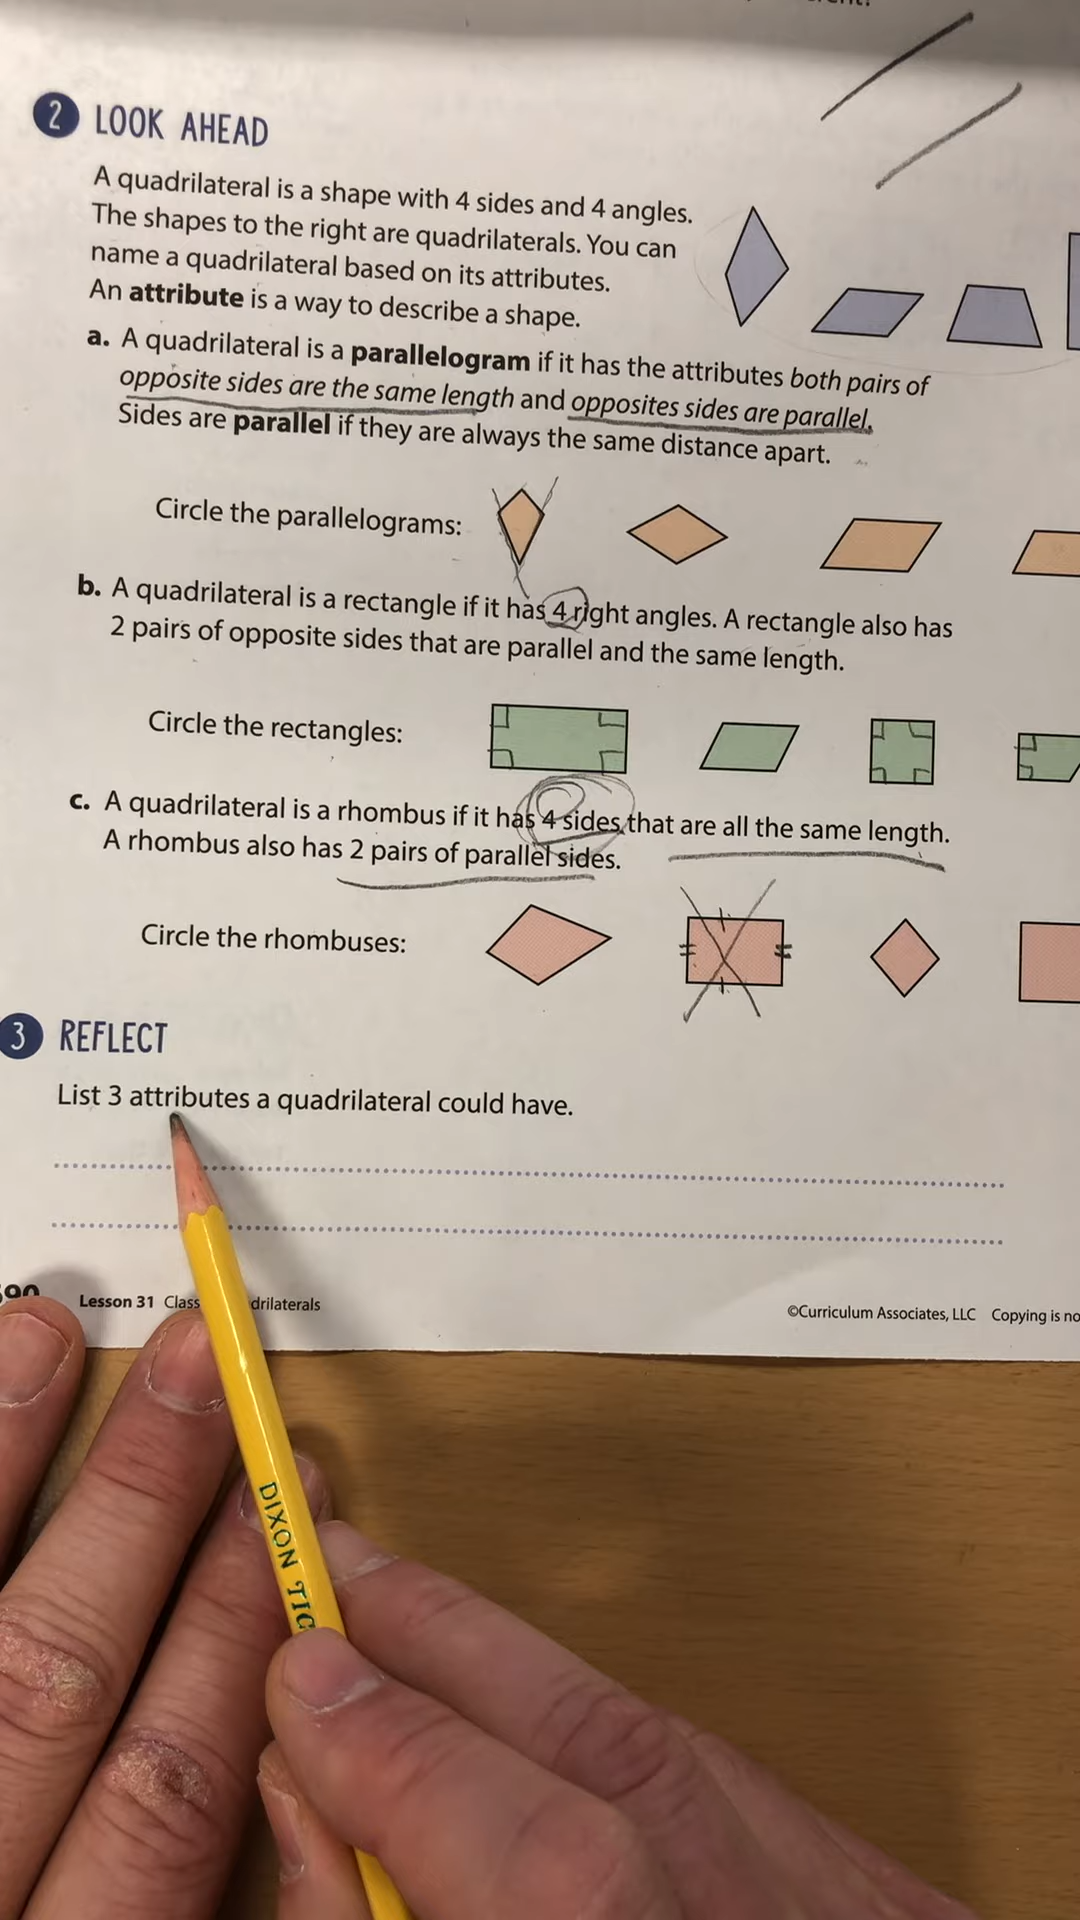 2 LOOK AHEAD
A quadrilateral is a shape with 4 sides and 4 angles.
The shapes to the right are quadrilaterals. You can
name a quadrilateral based on its attributes.
An attribute is a way to describe a shape.
a. A quadrilateral is a parallelogram if it has the attributes both pairs of
opposite sides are the same length and opposites sides are parallel.
Sides are parallel if they are always the same distance apart.
Circle the parallelograms:
b. A quadrilateral is a rectangle if it has 4 right angles. A rectangle also has
2 pairs of opposite sides that are parallel and the same length.
Circle the rectangles:
c. A quadrilateral is a rhombus if it has 4 sides that are all the same length.
A rhombus also has 2 pairs of parallel sides.
Circle the rhombuses:
3 REFLECT
List 3 attributes a quadrilateral could have.
Lesson 31 Class drilaterals
©Curriculum Associates, LLC Copying is no
DIXON TIC